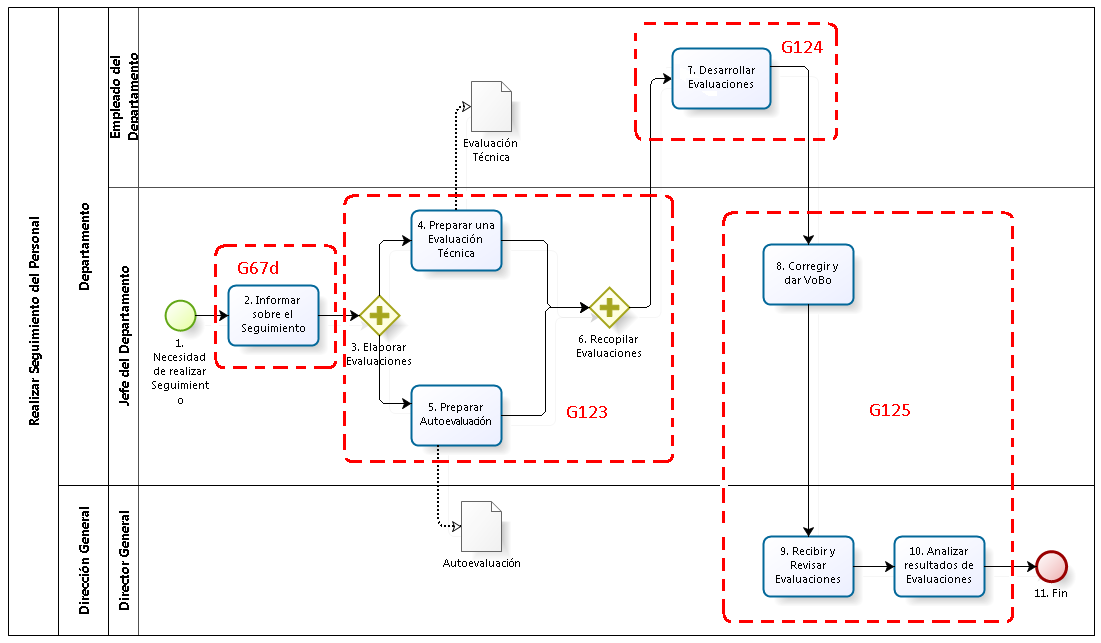 Realizar Seguimiento del Personal
Departamento
Empleado del
Departamento
Jefe del Departamento
Dirección General
Director General
G124
7. Desarrollar
Evaluaciones
Evaluación
Técnica
G67d
2. Informar
sobre el
Seguimiento
1.
Necesidad
de realizar
Seguimient
o
3. Elaborar
Evaluaciones
4. Preparar una
Evaluación
Técnica
5. Preparar
Autoevaluación
6. Recopilar
Evaluaciones
G123
8. Corregir y
dar VoBo
G125
Autoevaluación
9. Recibir y
Revisar
Evaluaciones
10. Analizar
resultados de
Evaluaciones
11. Fin